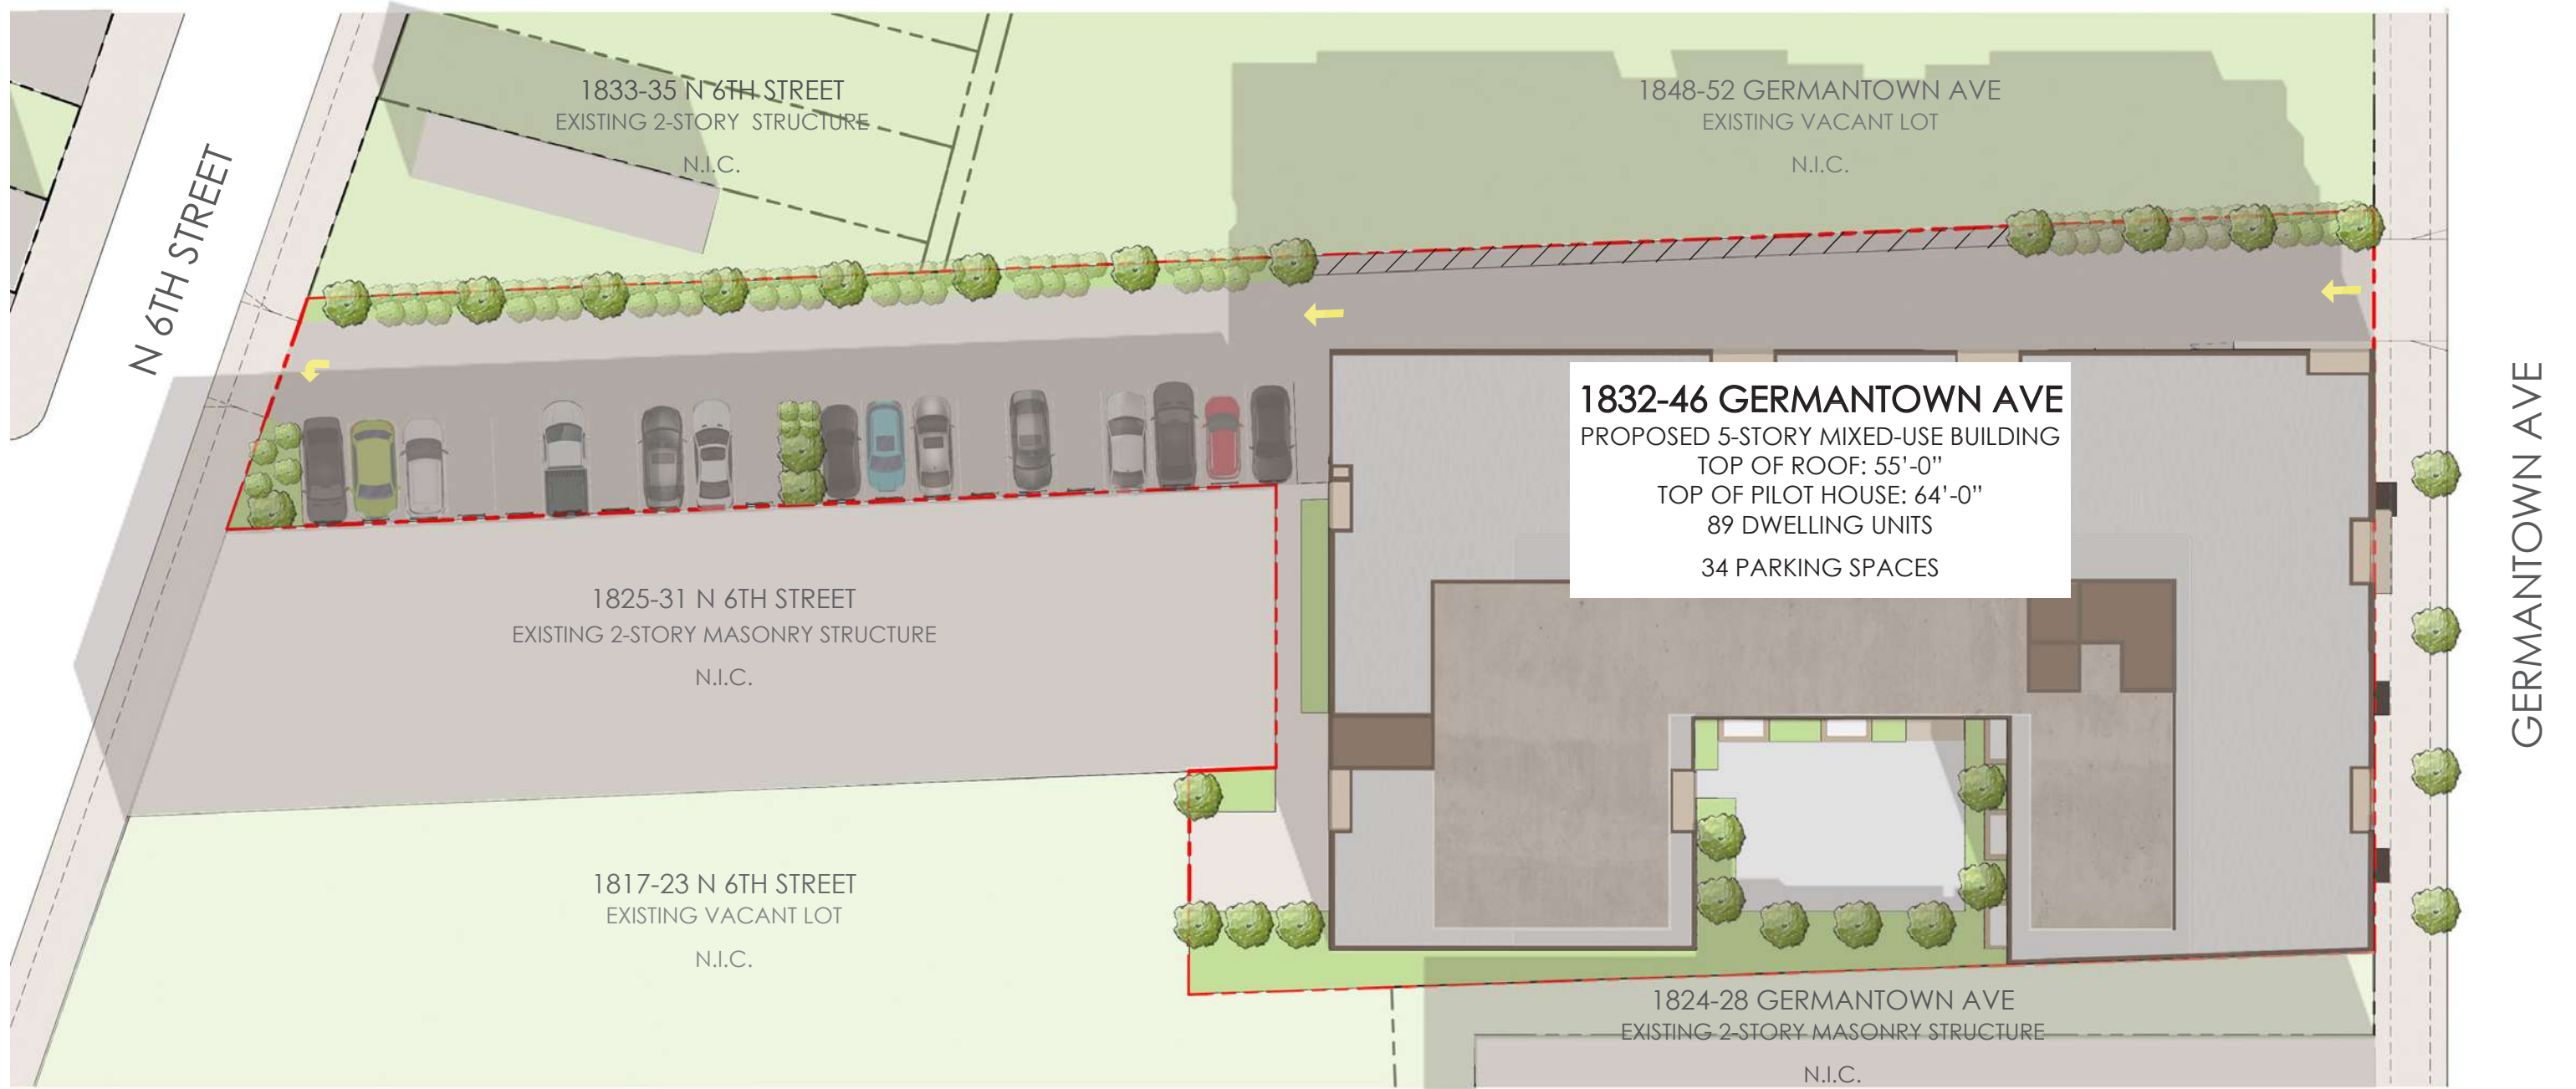 1833-35 N 6TH STREET
EXISTING 2-STORY STRUCTURE
N.I.C.
1848-52 GERMANTOWN AVE
EXISTING VACANT LOT
N.I.C.
N 6TH STREET
1832-46 GERMANTOWN AVE
PROPOSED 5-STORY MIXED-USE BUILDING
TOP OF ROOF: 55'-0"
TOP OF PILOT HOUSE: 64'-0"
89 DWELLING UNITS
34 PARKING SPACES
GERMANTOWN AVE
1825-31 N 6TH STREET
EXISTING 2-STORY MASONRY STRUCTURE
N.I.C.
1817-23 N 6TH STREET
EXISTING VACANT LOT
N.I.C.
1824-28 GERMANTOWN AVE
EXISTING 2-STORY MASONRY STRUCTURE
N.I.C.